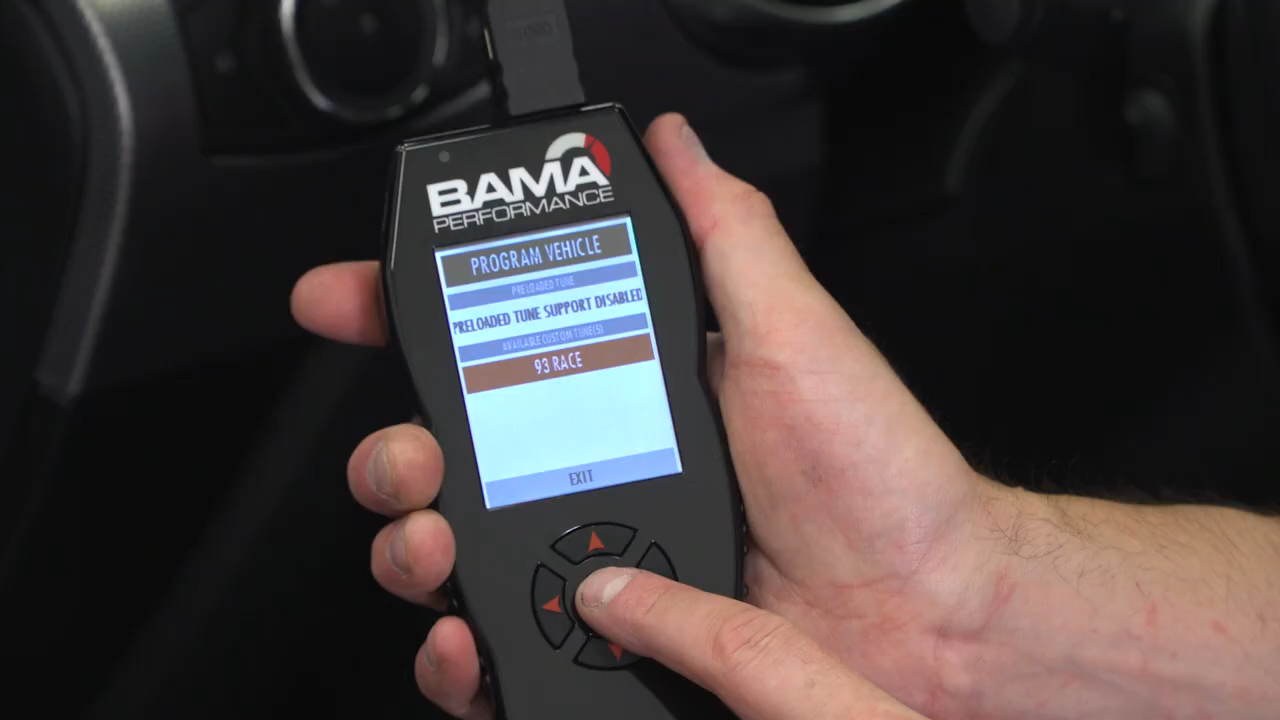 BAMA
PERFORMANCE
PROGRAM VEHICLE
PRELOADED TUNE
PRELOADED TUNE SUPPORT DISABLED
AVAILABLE CUSTOM TUNE(S)
93 RACE
EXIT